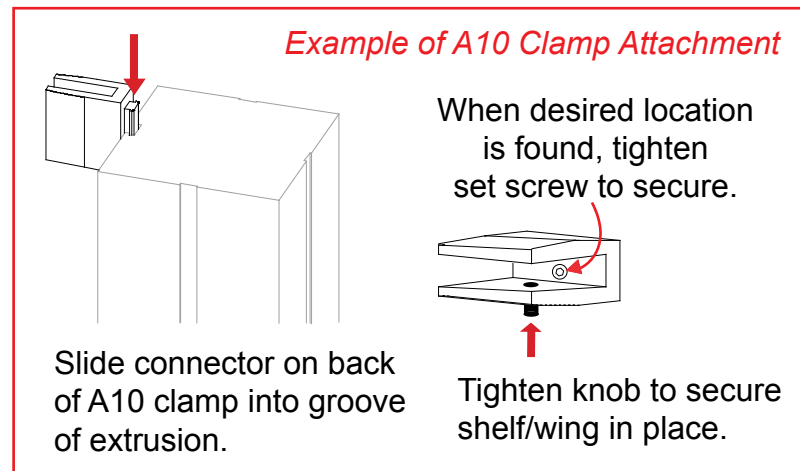 Example of A10 Clamp Attachment
When desired location
is found, tighten
set screw to secure.
Slide connector on back
of A10 clamp into groove
of extrusion.
Tighten knob to secure
shelf/wing in place.